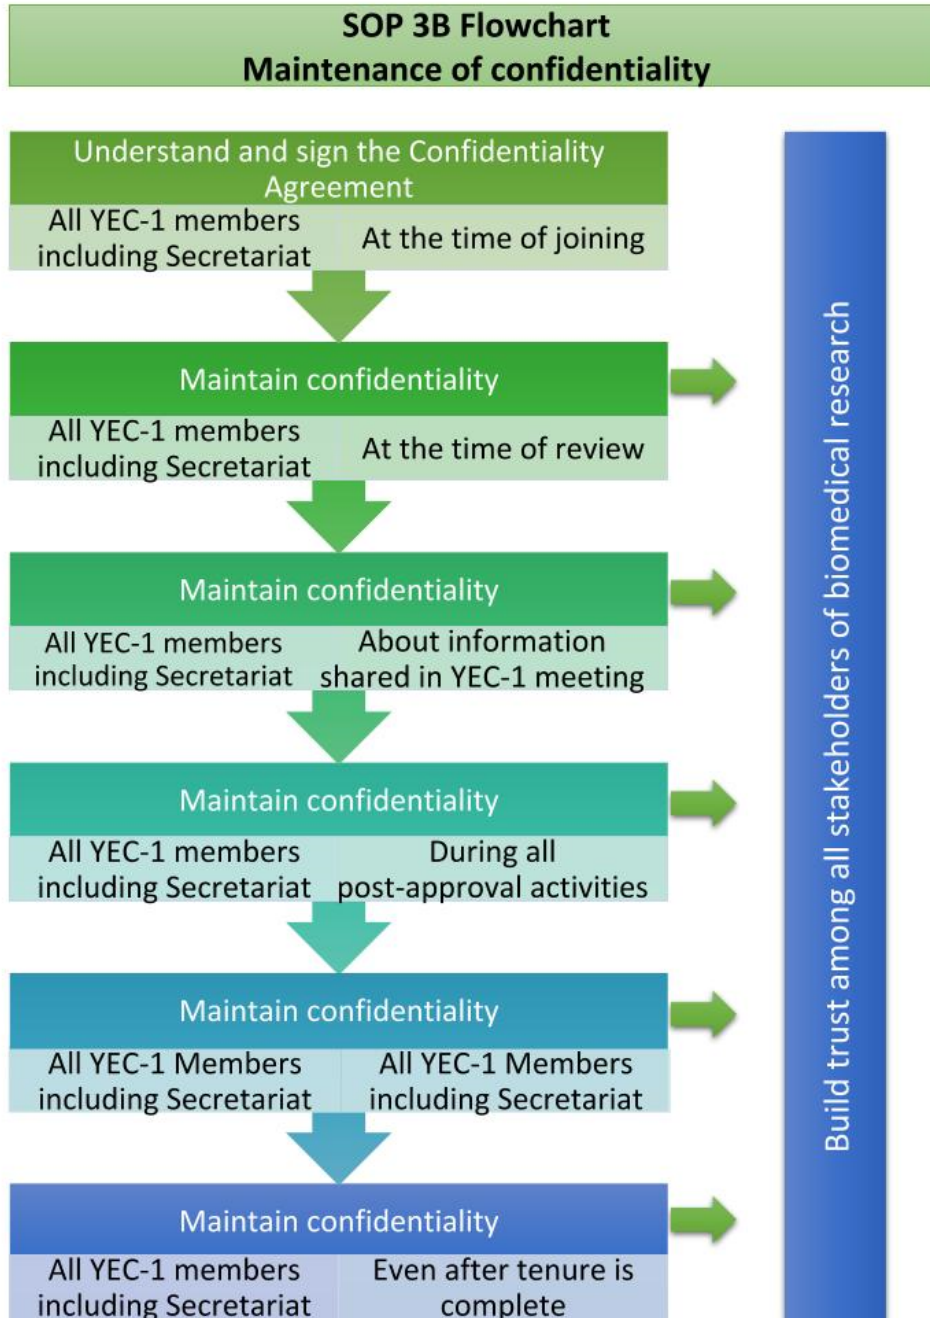 SOP 3B Flowchart
Maintenance of confidentiality
Understand and sign the Confidentiality
Agreement
All YEC-1 members
including Secretariat
At the time of joining
Maintain confidentiality
All YEC-1 members
including Secretariat
At the time of review
Maintain confidentiality
All YEC-1 members
including Secretariat
About information
shared in YEC-1 meeting
Maintain confidentiality
All YEC-1 members
including Secretariat
During all
post-approval activities
Maintain confidentiality
All YEC-1 Members
including Secretariat
All YEC-1 Members
including Secretariat
Maintain confidentiality
All YEC-1 members
including Secretariat
Even after tenure is
complete
Build trust among all stakeholders of biomedical research